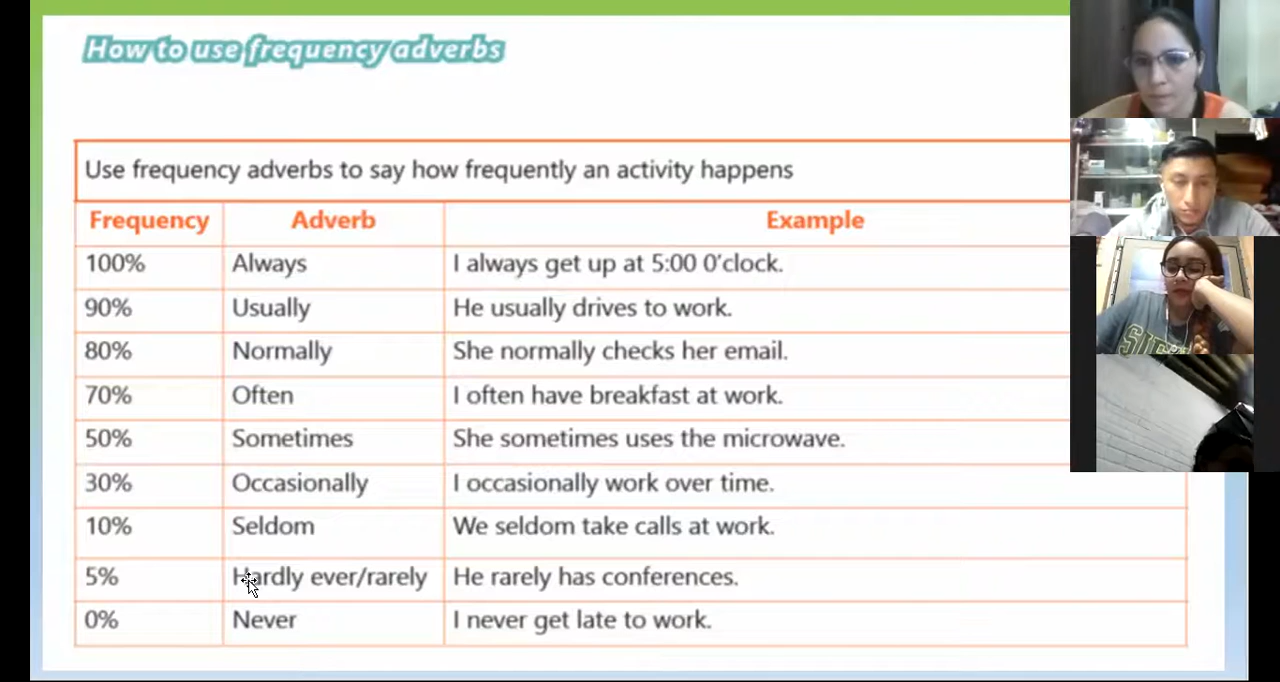 How to use frequency adverbs
Use frequency adverbs to say how frequently an activity happens
Frequency Adverb Example
100% Always I always get up at 5:00 0'clock.
90% Usually He usually drives to work.
80% Normally She normally checks her email.
70% Often I often have breakfast at work.
50% Sometimes She sometimes uses the microwave.
30% Occasionally I occasionally work over time.
10% Seldom We seldom take calls at work.
5% Hardly ever/rarely He rarely has conferences.
0% Never I never get late to work.